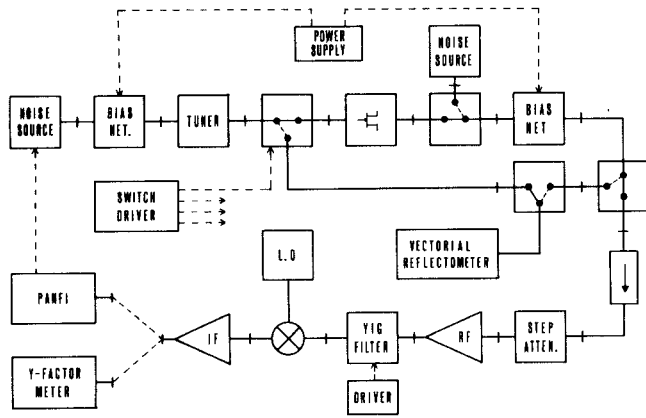 POWER
SUPPLY
NOISE
SOURCE
NOISE
SOURCE
BIAS
NET.
TUNER
BIAS
NET
SWITCH
DRIVER
VECTORIAL
REFLECTOMETER
L.O
PANFI
IF
YIG
FILTER
RF
STEP
ATTEN.
Y-FACTOR
METER
DRIVER